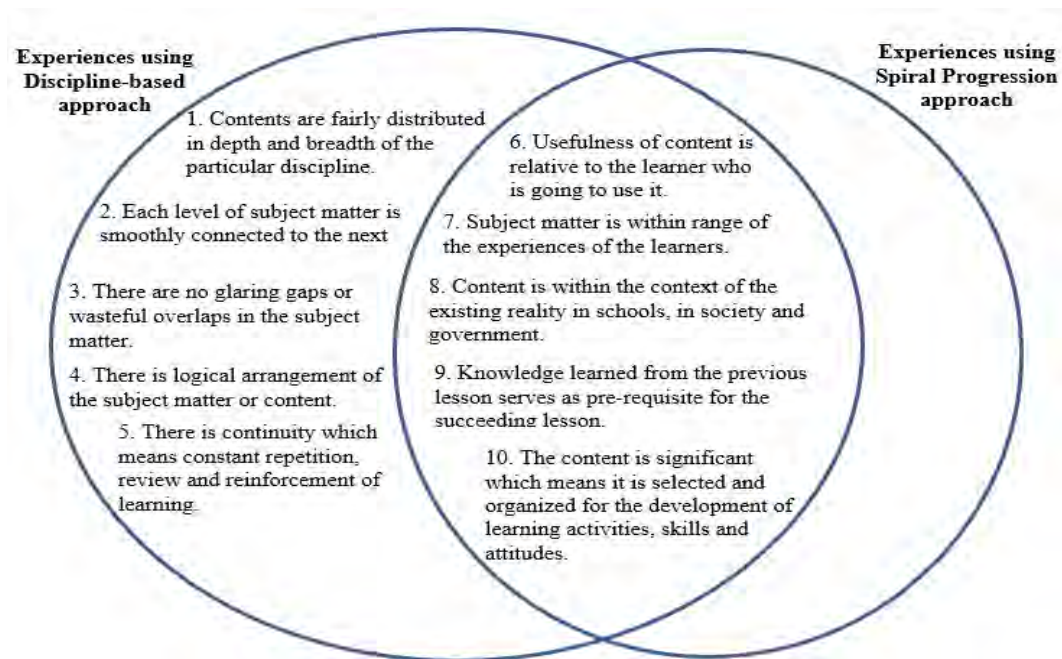 Experiences using
Discipline-based
approach
Experiences using
Spiral Progression
approach
1. Contents are fairly distributed
in depth and breadth of the
particular discipline.
2. Each level of subject matter is
smoothly connected to the next
3. There are no glaring gaps or
wasteful overlaps in the subject
matter.
4. There is logical arrangement of
the subject matter or content.
5. There is continuity which
means constant repetition,
review and reinforcement of
learning.
6. Usefulness of content is
relative to the learner who
is going to use it.
7. Subject matter is within range of
the experiences of the learners.
8. Content is within the context of the
existing reality in schools, in society and
government.
9. Knowledge learned from the previous
lesson serves as pre-requisite for the
succeeding lesson.
10. The content is significant
which means it is selected and
organized for the development of
learning activities, skills and
attitudes.